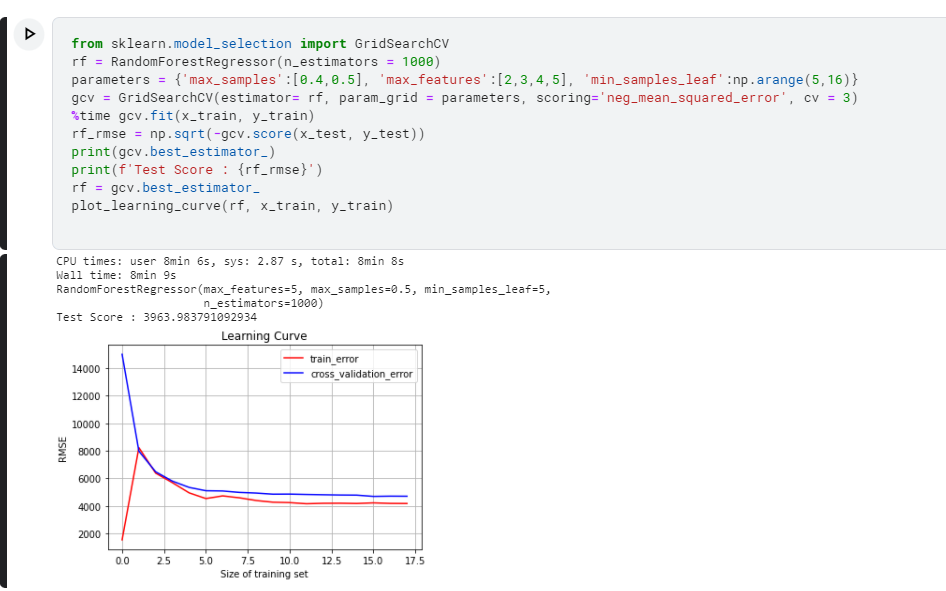 from sklearn.model_selection import GridSearchCV
rf = RandomForestRegressor(n_estimators = 1000)
parameters = {'max_samples':[0.4,0.5], 'max_features':[2,3,4,5], 'min_samples_leaf':np.arange(5,16)}
gcv = GridSearchCV(estimator= rf, param_grid = parameters, scoring='neg_mean_squared_error', cv = 3)
%time gcv.fit(x_train, y_train)
rf_rmse = np.sqrt(-gcv.score(x_test, y_test))
print(gcv.best_estimator_)
print(f'Test Score : {rf_rmse}')
rf = gcv.best_estimator_
plot_learning_curve(rf, x_train, y_train)
CPU times: user 8min 6s, sys: 2.87 s, total: 8min 8s
Wall time: 8min 9s
RandomForestRegressor(max_features=5, max_samples=0.5, min_samples_leaf=5,
n_estimators=1000)
Test Score : 3963.983791092934
Learning Curve
train_error
cross_validation_error
14000
12000
10000
8000
6000
4000
2000
RMSE
0.0 2.5 5.0 7.5 10.0 12.5 15.0 17.5
Size of training set